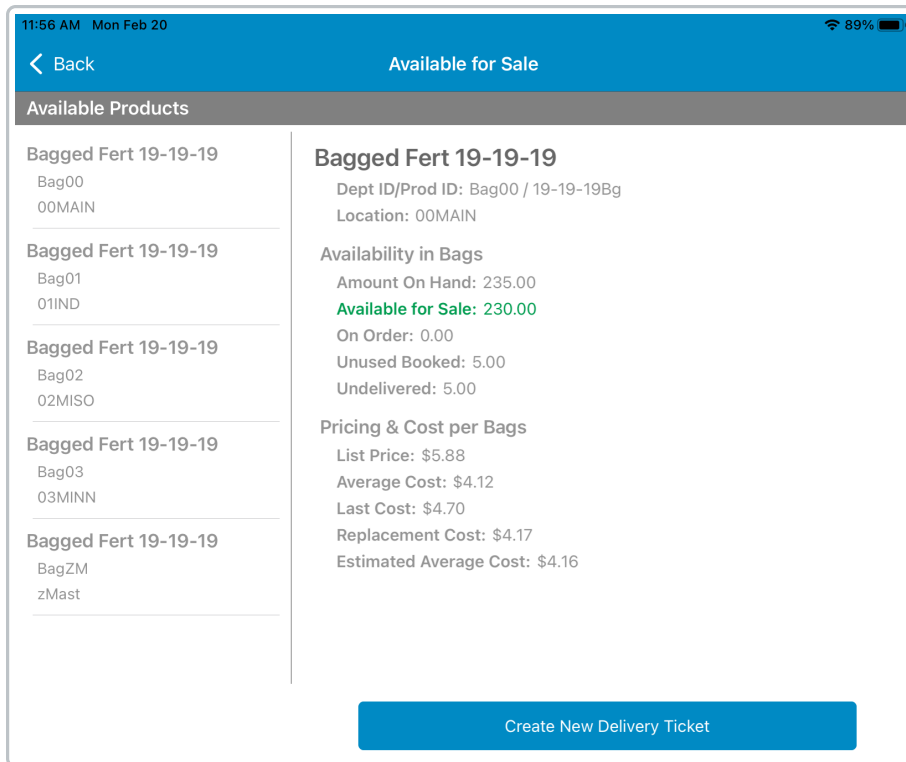 11:56 AM Mon Feb 20
89%
Back
Available for Sale
Available Products
Bagged Fert 19-19-19
Bag00
00MAIN
Bagged Fert 19-19-19
Bag01
01IND
Bagged Fert 19-19-19
Bag02
02MISO
Bagged Fert 19-19-19
Bag03
03MINN
Bagged Fert 19-19-19
BagZM
zMast
Bagged Fert 19-19-19
Dept ID/Prod ID: Bag00 / 19-19-19Bg
Location: 00MAIN
Availability in Bags
Amount On Hand: 235.00
Available for Sale: 230.00
On Order: 0.00
Unused Booked: 5.00
Undelivered: 5.00
Pricing & Cost per Bags
List Price: $5.88
Average Cost: $4.12
Last Cost: $4.70
Replacement Cost: $4.17
Estimated Average Cost: $4.16
Create New Delivery Ticket